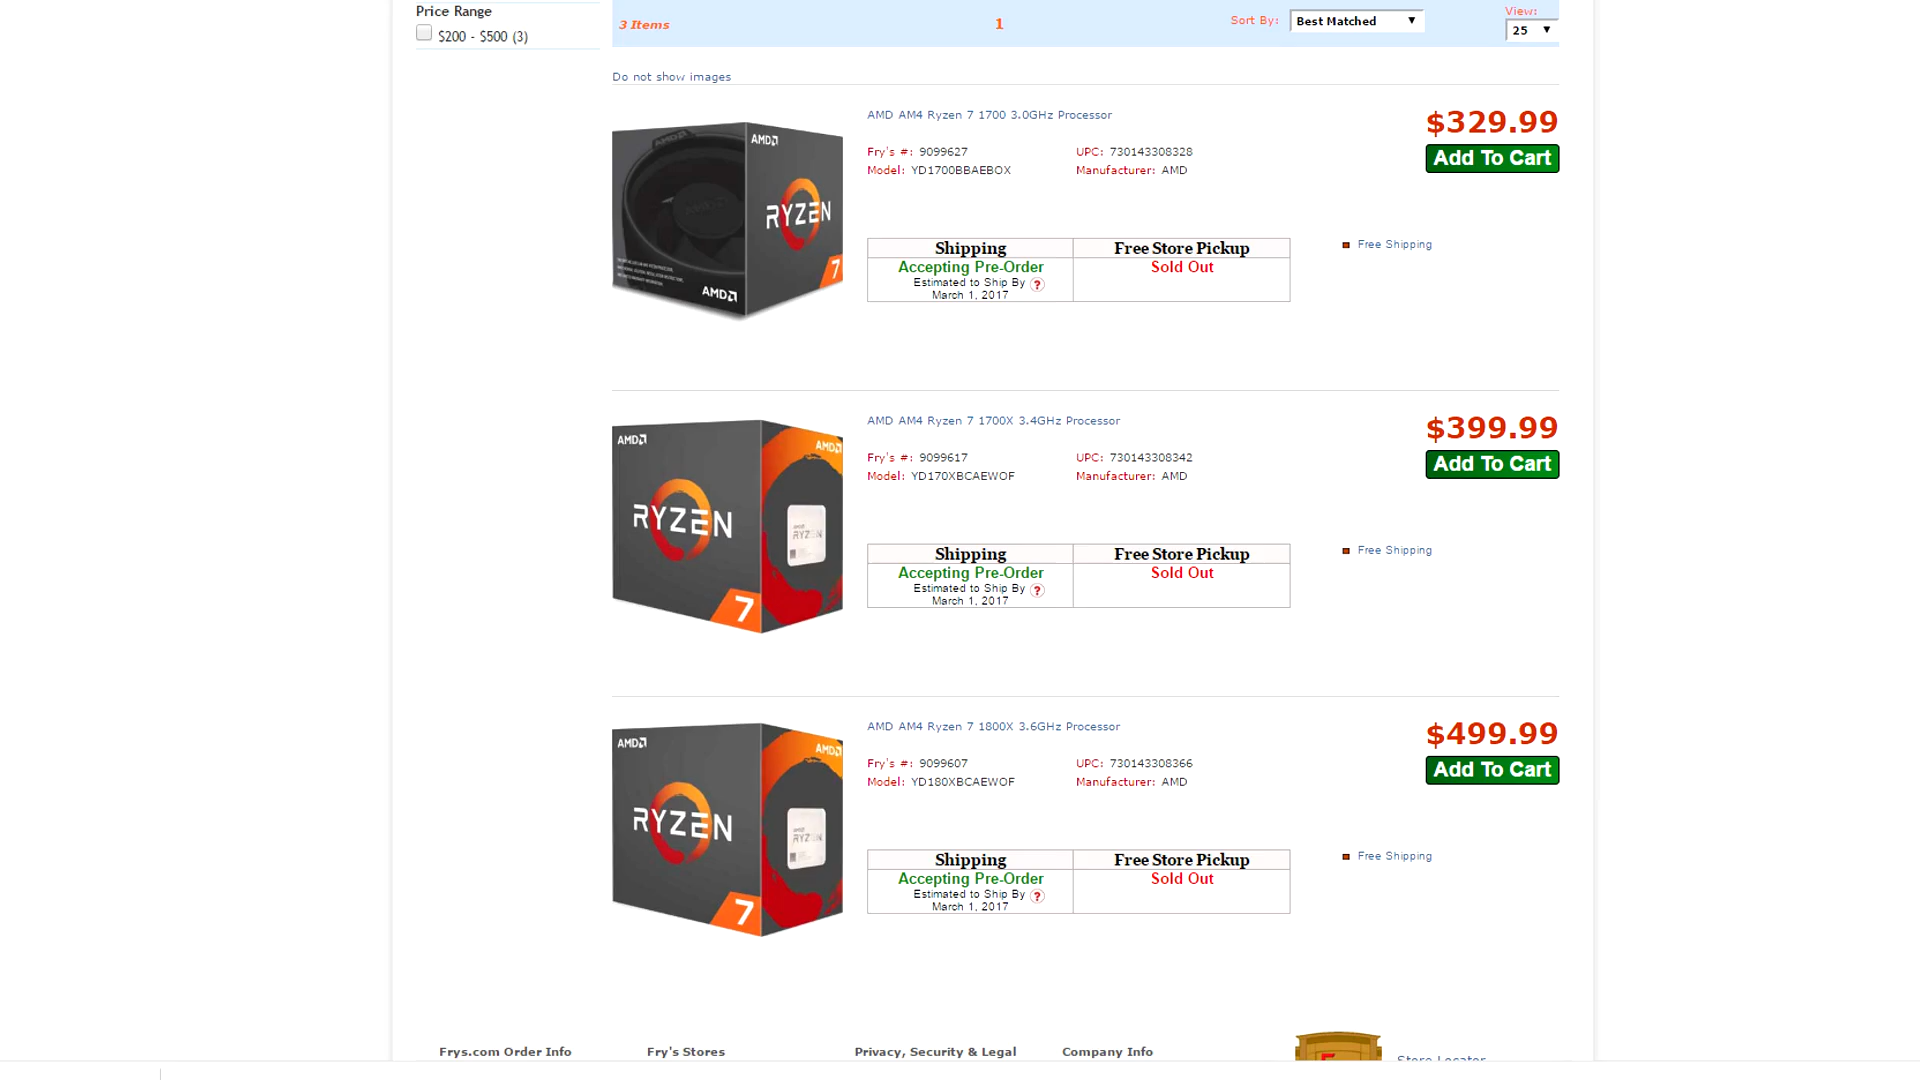 Price Range
$200 - $500 (3)
3 Items
1
Sort By:
Best Matched
View:
25
Do not show images
AMD AM4 Ryzen 7 1700 3.0GHz Processor
$329.99
Add To Cart
Fry's #: 9099627
UPC: 730143308328
Model: YD1700BBAEBOX
Manufacturer: AMD
AMD
RYZEN
7
AMD
Shipping
Free Store Pickup
Accepting Pre-Order
Sold Out
Estimated to Ship By ?
March 1, 2017
Free Shipping
AMD AM4 Ryzen 7 1700X 3.4GHz Processor
$399.99
Add To Cart
Fry's #: 9099617
UPC: 730143308342
Model: YD170XBCAEWOF
Manufacturer: AMD
AMD
AMD
RYZEN
RYZEN
7
Shipping
Free Store Pickup
Accepting Pre-Order
Sold Out
Estimated to Ship By ?
March 1, 2017
Free Shipping
AMD AM4 Ryzen 7 1800X 3.6GHz Processor
$499.99
Add To Cart
Fry's #: 9099607
UPC: 730143308366
Model: YD180XBCAEWOF
Manufacturer: AMD
AMD
AMD
RYZEN
RYZEN
7
Shipping
Free Store Pickup
Accepting Pre-Order
Sold Out
Estimated to Ship By ?
March 1, 2017
Free Shipping
Frys.com Order Info
Fry's Stores
Privacy, Security & Legal
Company Info
Store Locator